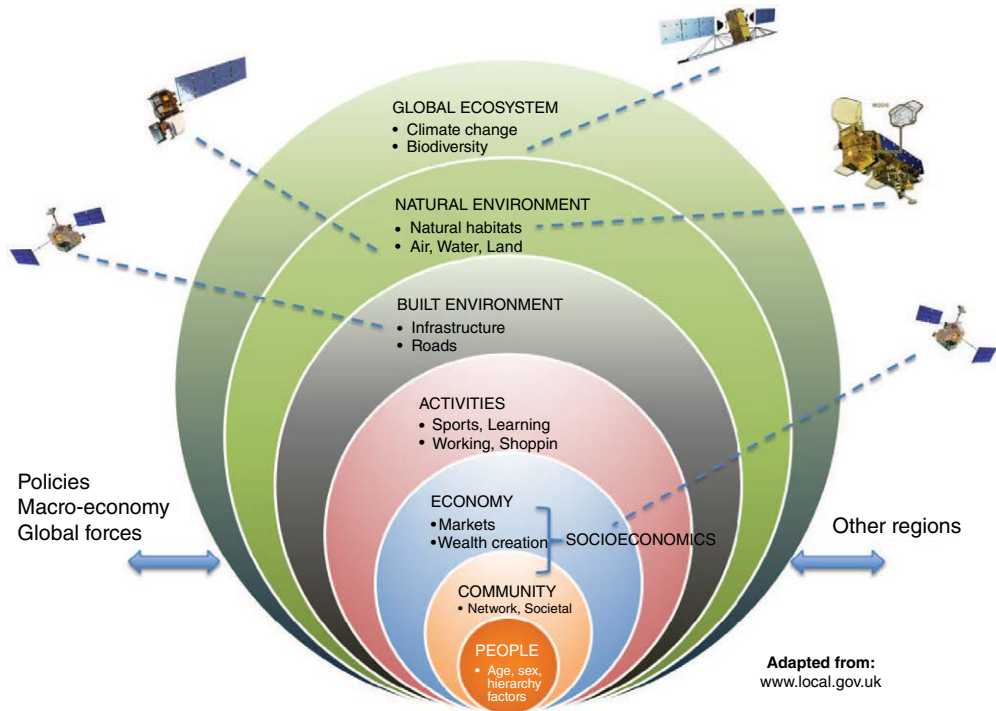 GLOBAL ECOSYSTEM
• Climate change
• Biodiversity
NATURAL ENVIRONMENT
• Natural habitats
• Air, Water, Land
BUILT ENVIRONMENT
• Infrastructure
• Roads
ACTIVITIES
• Sports, Learning
• Working, Shoppin
Policies
Macro-economy
Global forces
ECONOMY
•Markets
•Wealth creation
SOCIOECONOMICS
Other regions
COMMUNITY
• Network, Societal
PEOPLE
• Age, sex,
hierarchy
factors
Adapted from:
www.local.gov.uk